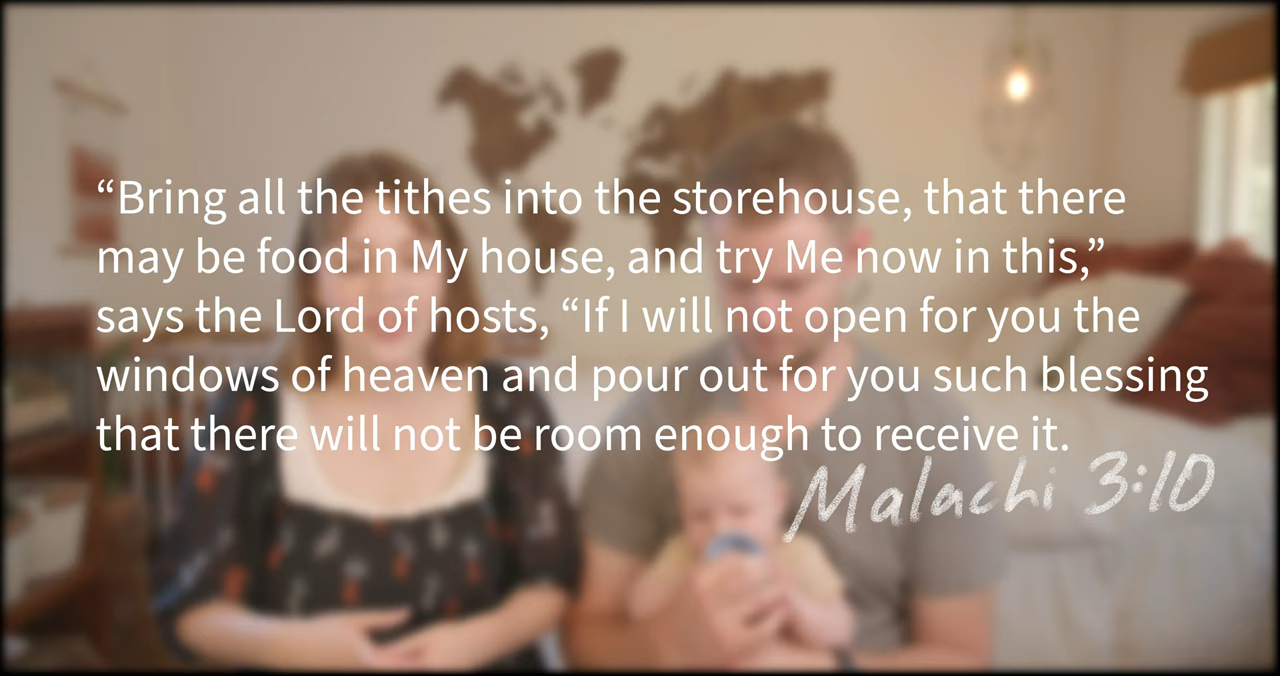 “Bring all the tithes into the storehouse, that there
may be food in My house, and try Me now in this,”
says the Lord of hosts, “If I will not open for you the
windows of heaven and pour out for you such blessing
that there will not be room enough to receive it.
Malachi 3:10